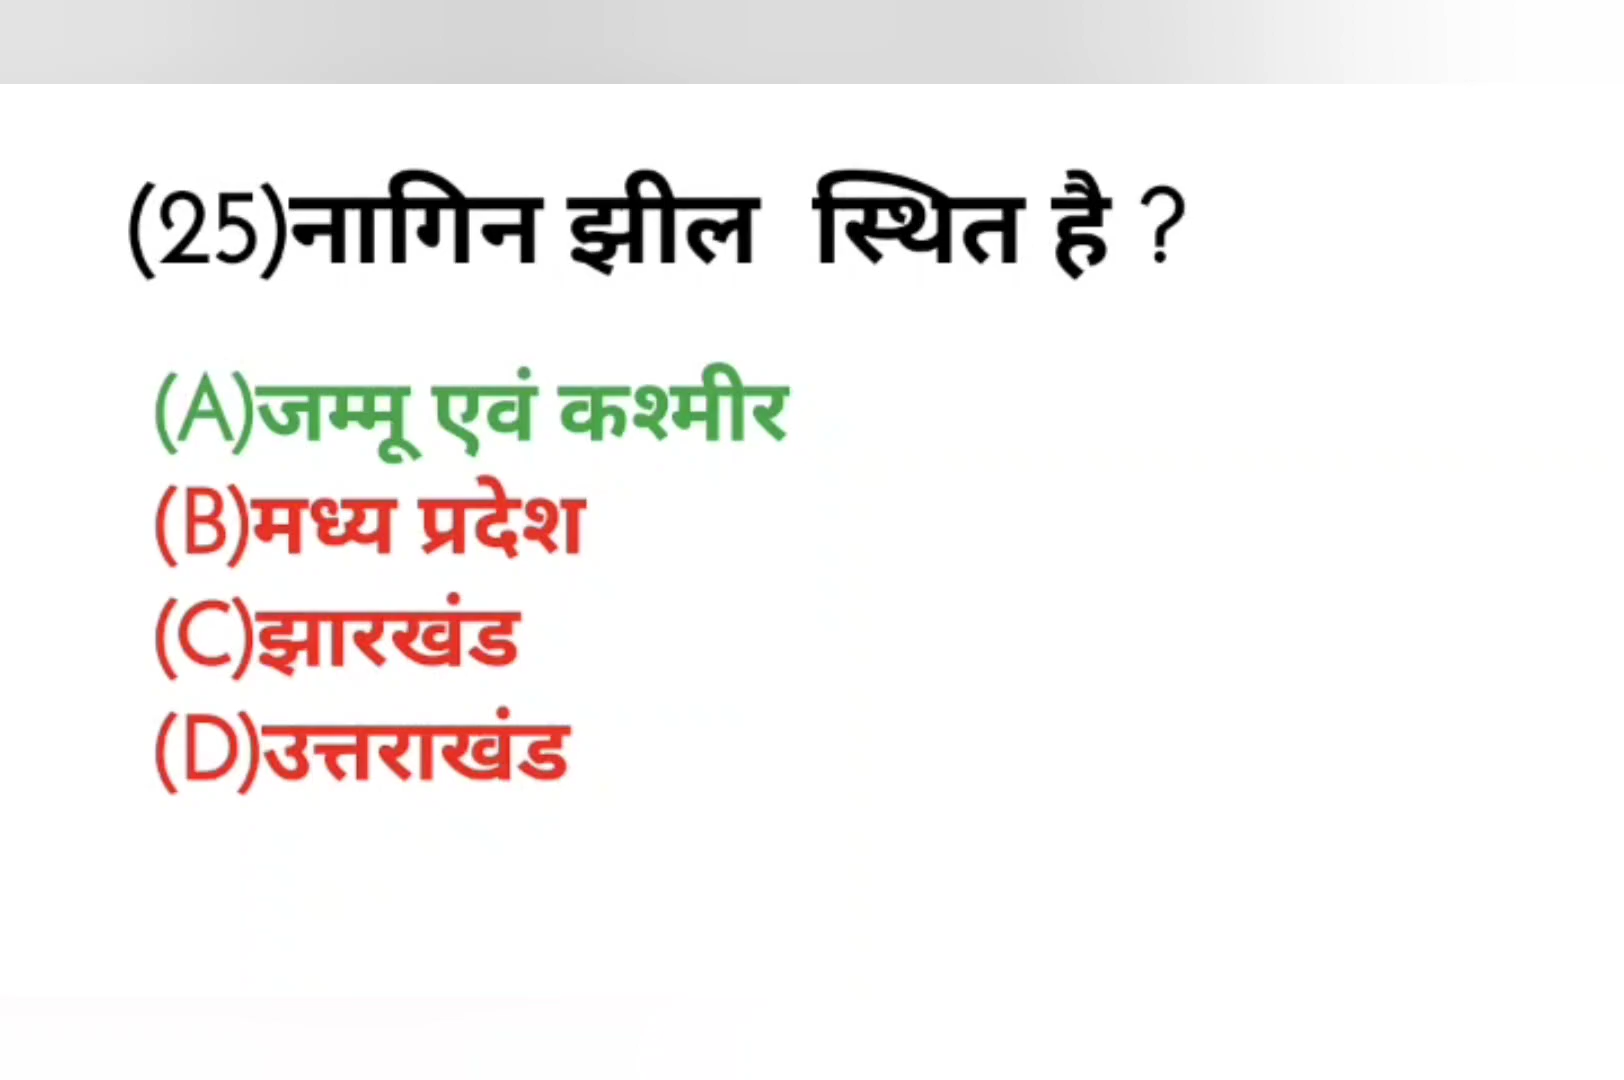 (25)नागिन झील स्थित है ?
(A)जम्मू एवं कश्मीर
(B)मध्य प्रदेश
(C)झारखंड
(D)उत्तराखंड